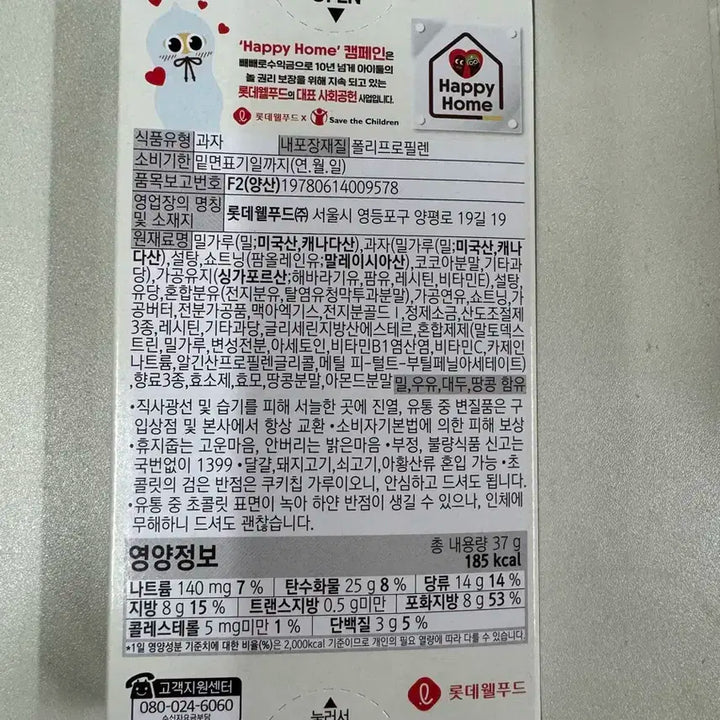 OPEN
'Happy Home' 캠페인은
빼빼로수익금으로 10년 넘게 아이들의
놀 권리 보장을 위해 지속 되고 있는
롯데웰푸드의 대표 사회공헌 사업입니다.
롯데웰푸드 X Save the Children
Happy
Home
식품유형 과자 내포장재질 폴리프로필렌
소비기한 밑면표기일까지(연.월.일)
품목보고번호 F2(양산)19780614009578
영업장의 명칭
및 소재지 롯데웰푸드㈜ 서울시 영등포구 양평로 19길 19
원재료명 밀가루(밀;미국산,캐나다산),과자(밀가루(밀;미국산,캐나
다산),설탕,쇼트닝(팜올레인유;말레이시아산),코코아분말,기타과
당),가공유지(싱가포르산;해바라기유,팜유,레시틴,비타민E),설탕,
유당,혼합분유(전지분유,탈염유청막투과분말),가공연유,쇼트닝,가
공버터,전분가공품,맥아엑기스,전지분골드Ⅰ,정제소금,산도조절제
3종,레시틴,기타과당,글리세린지방산에스테르,혼합제제(말토덱스
트린,밀가루,변성전분,아세토인,비타민B1염산염,비타민C,카제인
나트륨,알긴산프로필렌글리콜,메틸 피-털트-부틸페닐아세테이트)
,향료3종,효소제,효모,땅콩분말,아몬드분말 밀,우유,대두,땅콩 함유
•직사광선 및 습기를 피해 서늘한 곳에 진열, 유통 중 변질품은 구
입상점 및 본사에서 항상 교환 •소비자기본법에 의한 피해 보상
•휴지줍는 고운마음, 안버리는 밝은마음 •부정, 불량식품 신고는
국번없이 1399 •달걀,돼지고기,쇠고기,아황산류 혼입 가능 •초
콜릿의 검은 반점은 쿠키칩 가루이오니, 안심하고 드셔도 됩니다.
•유통 중 초콜릿 표면이 녹아 하얀 반점이 생길 수 있으나, 인체에
무해하니 드셔도 괜찮습니다.
영양정보 총 내용량 37 g
185 kcal
나트륨 140 mg 7 % 탄수화물 25 g 8 % 당류 14 g 14 %
지방 8 g 15 % 트랜스지방 0.5 g미만 포화지방 8 g 53 %
콜레스테롤 5 mg미만 1 % 단백질 3 g 5 %
*1일 영양성분 기준치에 대한 비율(%)은 2,000kcal 기준이므로 개인의 필요 열량에 따라 다를 수 있습니다.
고객지원센터
080-024-6060
수신자요금부담
롯데웰푸드
눌러서